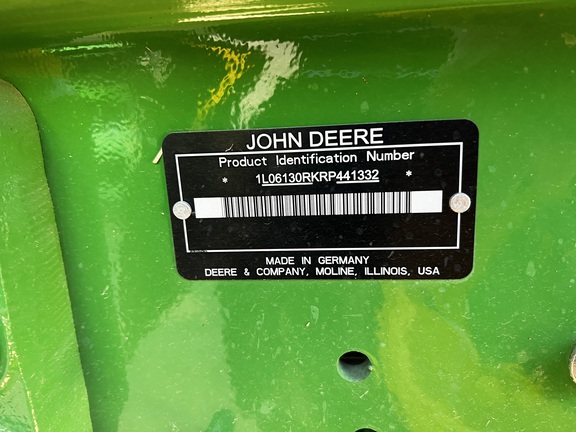 JOHN DEERE
Product Identification Number
* 1L06130RKRP441332 *
MADE IN GERMANY
DEERE & COMPANY, MOLINE, ILLINOIS, USA